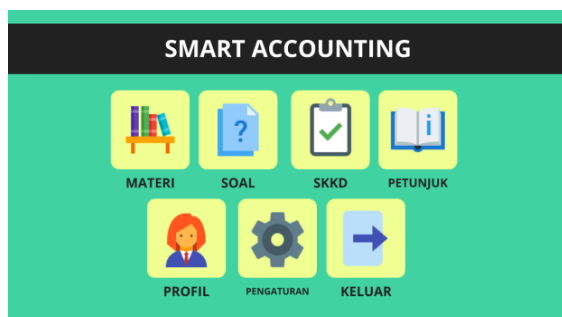 SMART ACCOUNTING
MATERI SOAL SKKD PETUNJUK
PROFIL PENGATURAN KELUAR